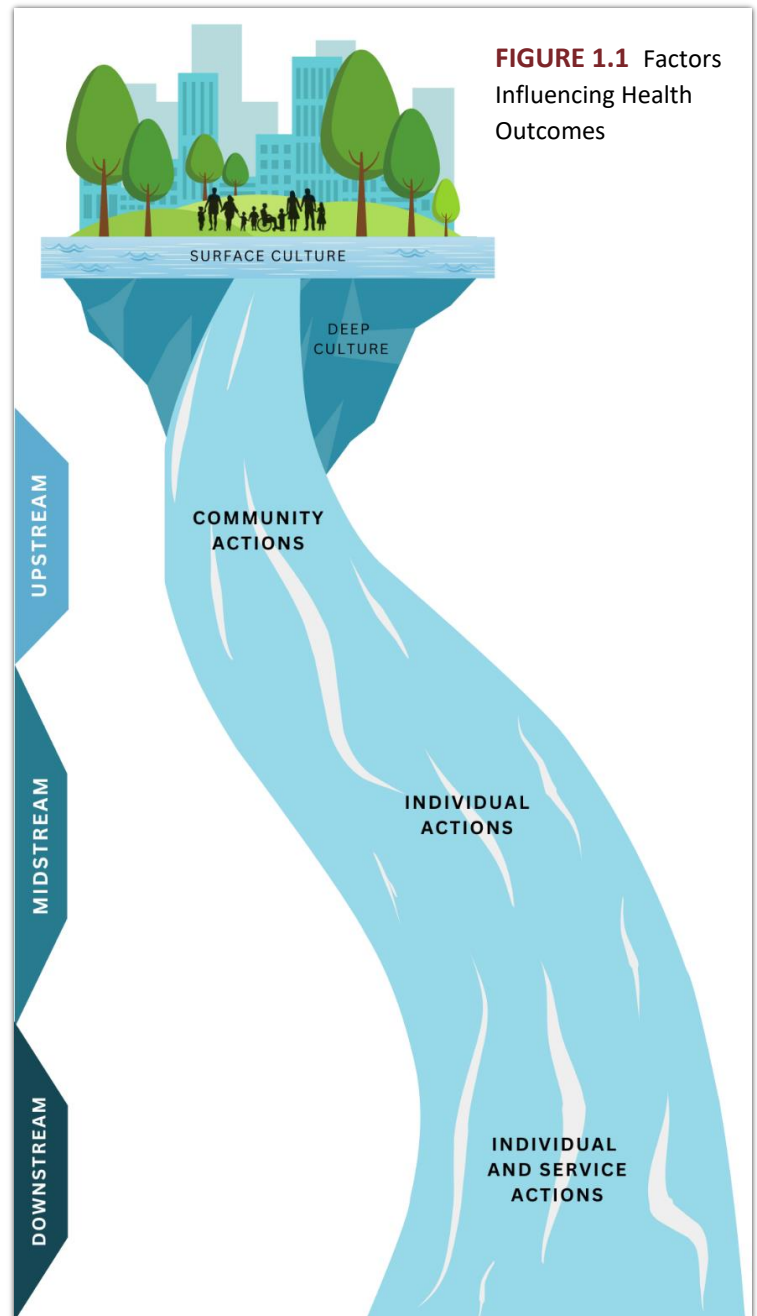 FIGURE 1.1 Factors
Influencing Health
Outcomes
SURFACE CULTURE
DEEP
CULTURE
UPSTREAM
COMMUNITY
ACTIONS
MIDSTREAM
INDIVIDUAL
ACTIONS
DOWNSTREAM
INDIVIDUAL
AND SERVICE
ACTIONS